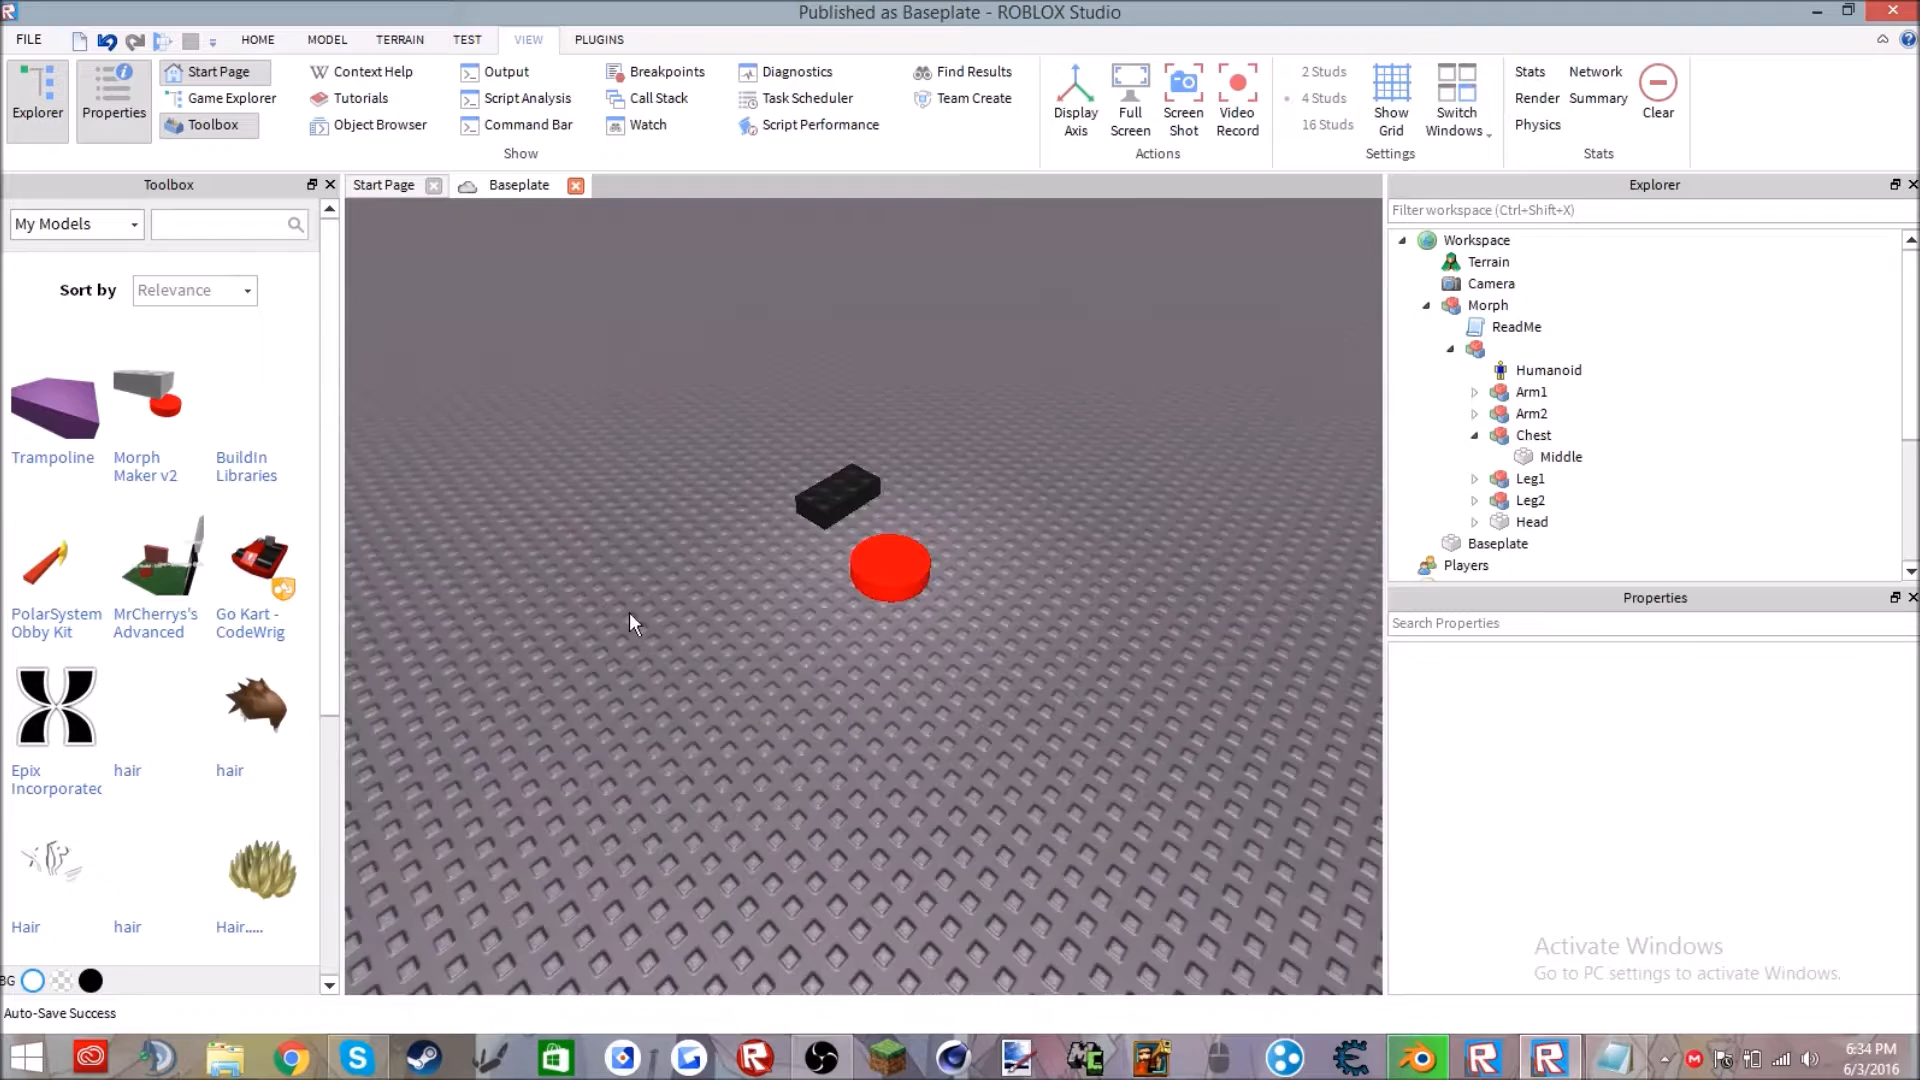 Published as Baseplate - ROBLOX Studio
FILE HOME MODEL TERRAIN TEST VIEW PLUGINS
Explorer
Properties
Start Page
Game Explorer
Toolbox
Context Help
Tutorials
Object Browser
Output
Script Analysis
Command Bar
Breakpoints
Call Stack
Watch
Diagnostics
Task Scheduler
Script Performance
Find Results
Team Create
Show
Display Axis
Full Screen
Screen Shot
Video Record
Actions
2 Studs
4 Studs
16 Studs
Show Grid
Switch Windows
Settings
Stats Network
Render Summary
Physics
Clear
Stats
Toolbox
My Models
Sort by Relevance
Trampoline
Morph Maker v2
BuildIn Libraries
PolarSystem Obby Kit
MrCherrys's Advanced
Go Kart - CodeWrig
Epix Incorporated
hair
hair
Hair
hair
Hair.....
BG
Start Page
Baseplate
Explorer
Filter workspace (Ctrl+Shift+X)
Workspace
Terrain
Camera
Morph
ReadMe
Humanoid
Arm1
Arm2
Chest
Middle
Leg1
Leg2
Head
Baseplate
Players
Properties
Search Properties
Activate Windows
Go to PC settings to activate Windows.
Auto-Save Success
6:34 PM
6/3/2016